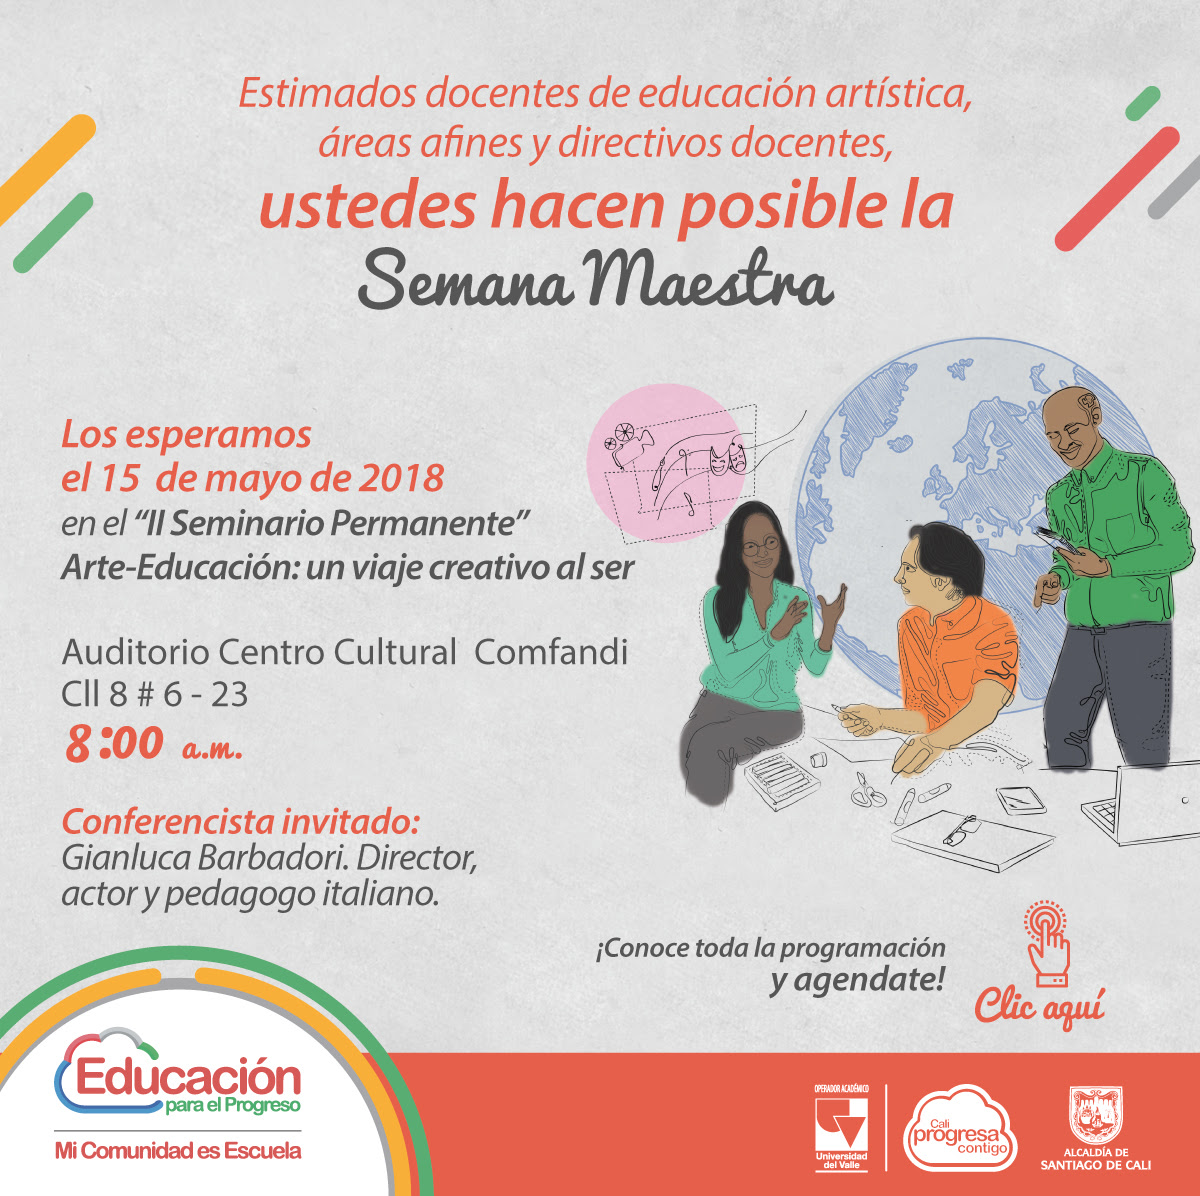 Estimados docentes de educación artística,
áreas afines y directivos docentes,
ustedes hacen posible la
Semana Maestra
Los esperamos
el 15 de mayo de 2018
en el “II Seminario Permanente”
Arte-Educación: un viaje creativo al ser
Auditorio Centro Cultural Comfandi
Cll 8 # 6 - 23
8:00 a.m.
Conferencista invitado:
Gianluca Barbadori. Director,
actor y pedagogo italiano.
¡Conoce toda la programación
y agendate!
Clic aquí
Educación
para el Progreso
Mi Comunidad es Escuela
OPERADOR ACADÉMICO
Universidad
del Valle
Cali
progresa
contigo
ALCALDÍA DE
SANTIAGO DE CALI